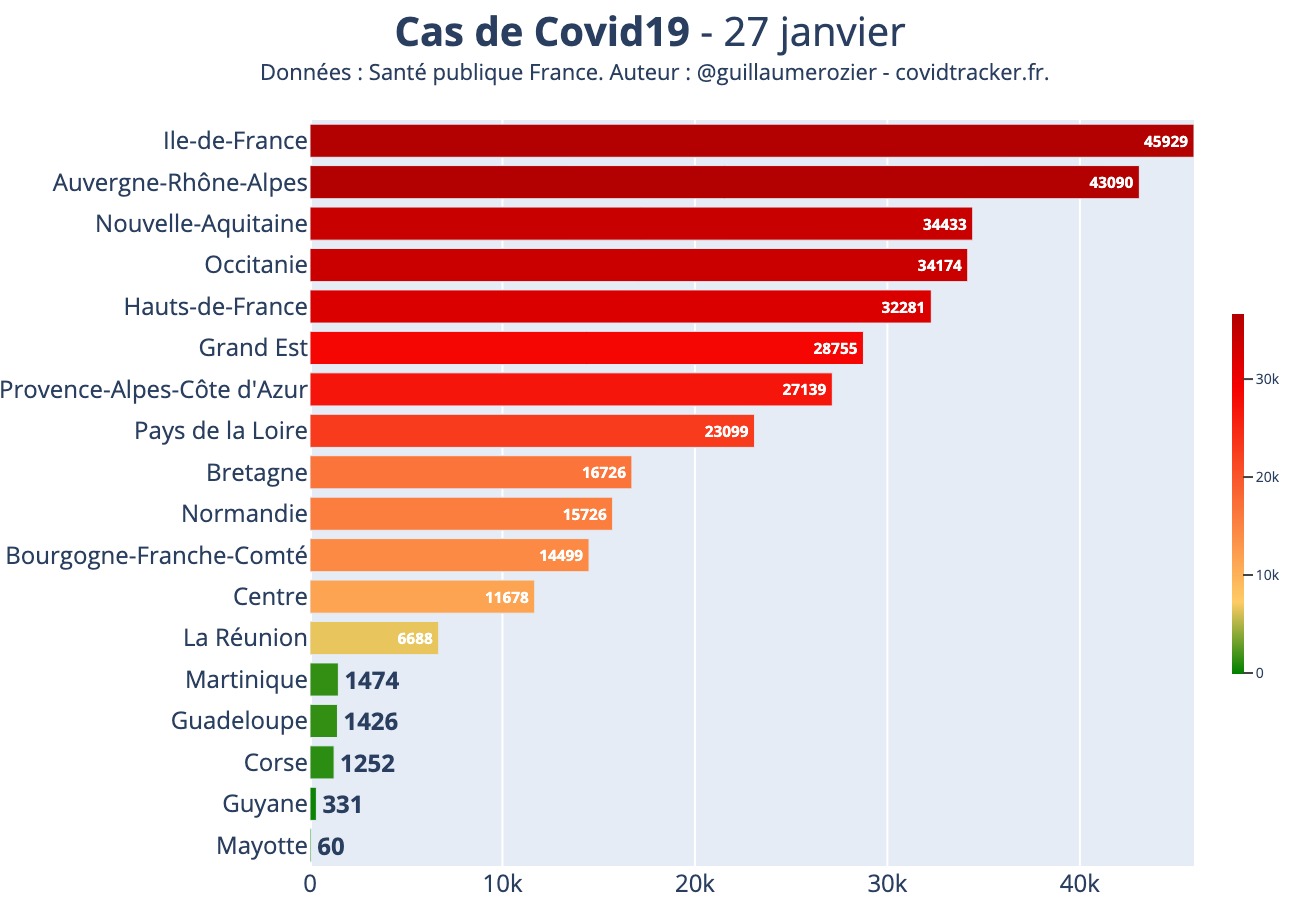 Cas de Covid19 - 27 janvier
Données : Santé publique France. Auteur : @guillaumerozier - covidtracker.fr.
Ile-de-France 45929
Auvergne-Rhône-Alpes 43090
Nouvelle-Aquitaine 34433
Occitanie 34174
Hauts-de-France 32281
Grand Est 28755
Provence-Alpes-Côte d'Azur 27139
Pays de la Loire 23099
Bretagne 16726
Normandie 15726
Bourgogne-Franche-Comté 14499
Centre 11678
La Réunion 6688
Martinique 1474
Guadeloupe 1426
Corse 1252
Guyane 331
Mayotte 60
0 10k 20k 30k 40k
30k
20k
10k
0